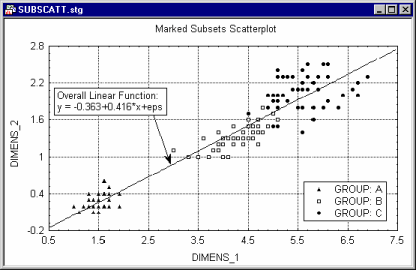 SUBSCATT.stg
Marked Subsets Scatterplot
2.8
2.2
1.6
1
0.4
-0.2
DIMENS_2
Overall Linear Function:
y = -0.363+0.416*x+eps
GROUP: A
GROUP: B
GROUP: C
0.5 1.5 2.5 3.5 4.5 5.5 6.5 7.5
DIMENS_1